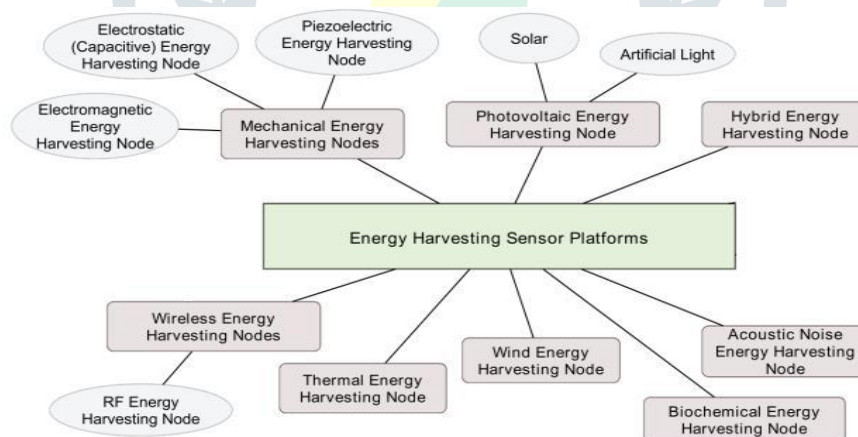 Electrostatic
(Capacitive) Energy
Harvesting Node
Piezoelectric
Energy Harvesting
Node
Solar
Artificial Light
Electromagnetic
Energy
Harvesting Node
Mechanical Energy
Harvesting Nodes
Photovoltaic Energy
Harvesting Node
Hybrid Energy
Harvesting Node
Energy Harvesting Sensor Platforms
Wireless Energy
Harvesting Nodes
Thermal Energy
Harvesting Node
Wind Energy
Harvesting Node
Acoustic Noise
Energy Harvesting
Node
RF Energy
Harvesting Node
Biochemical Energy
Harvesting Node